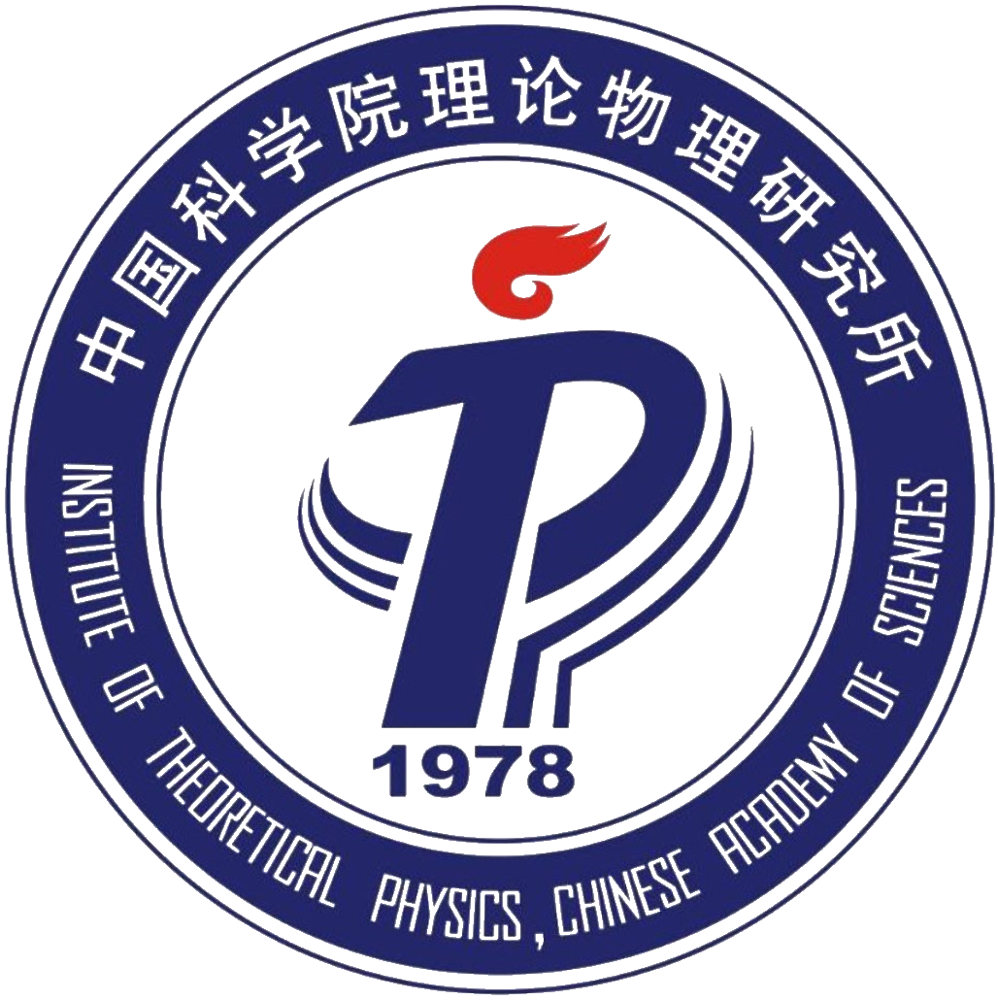 中国科学院理论物理研究所
1978
INSTITUTE OF THEORETICAL PHYSICS, CHINESE ACADEMY OF SCIENCES